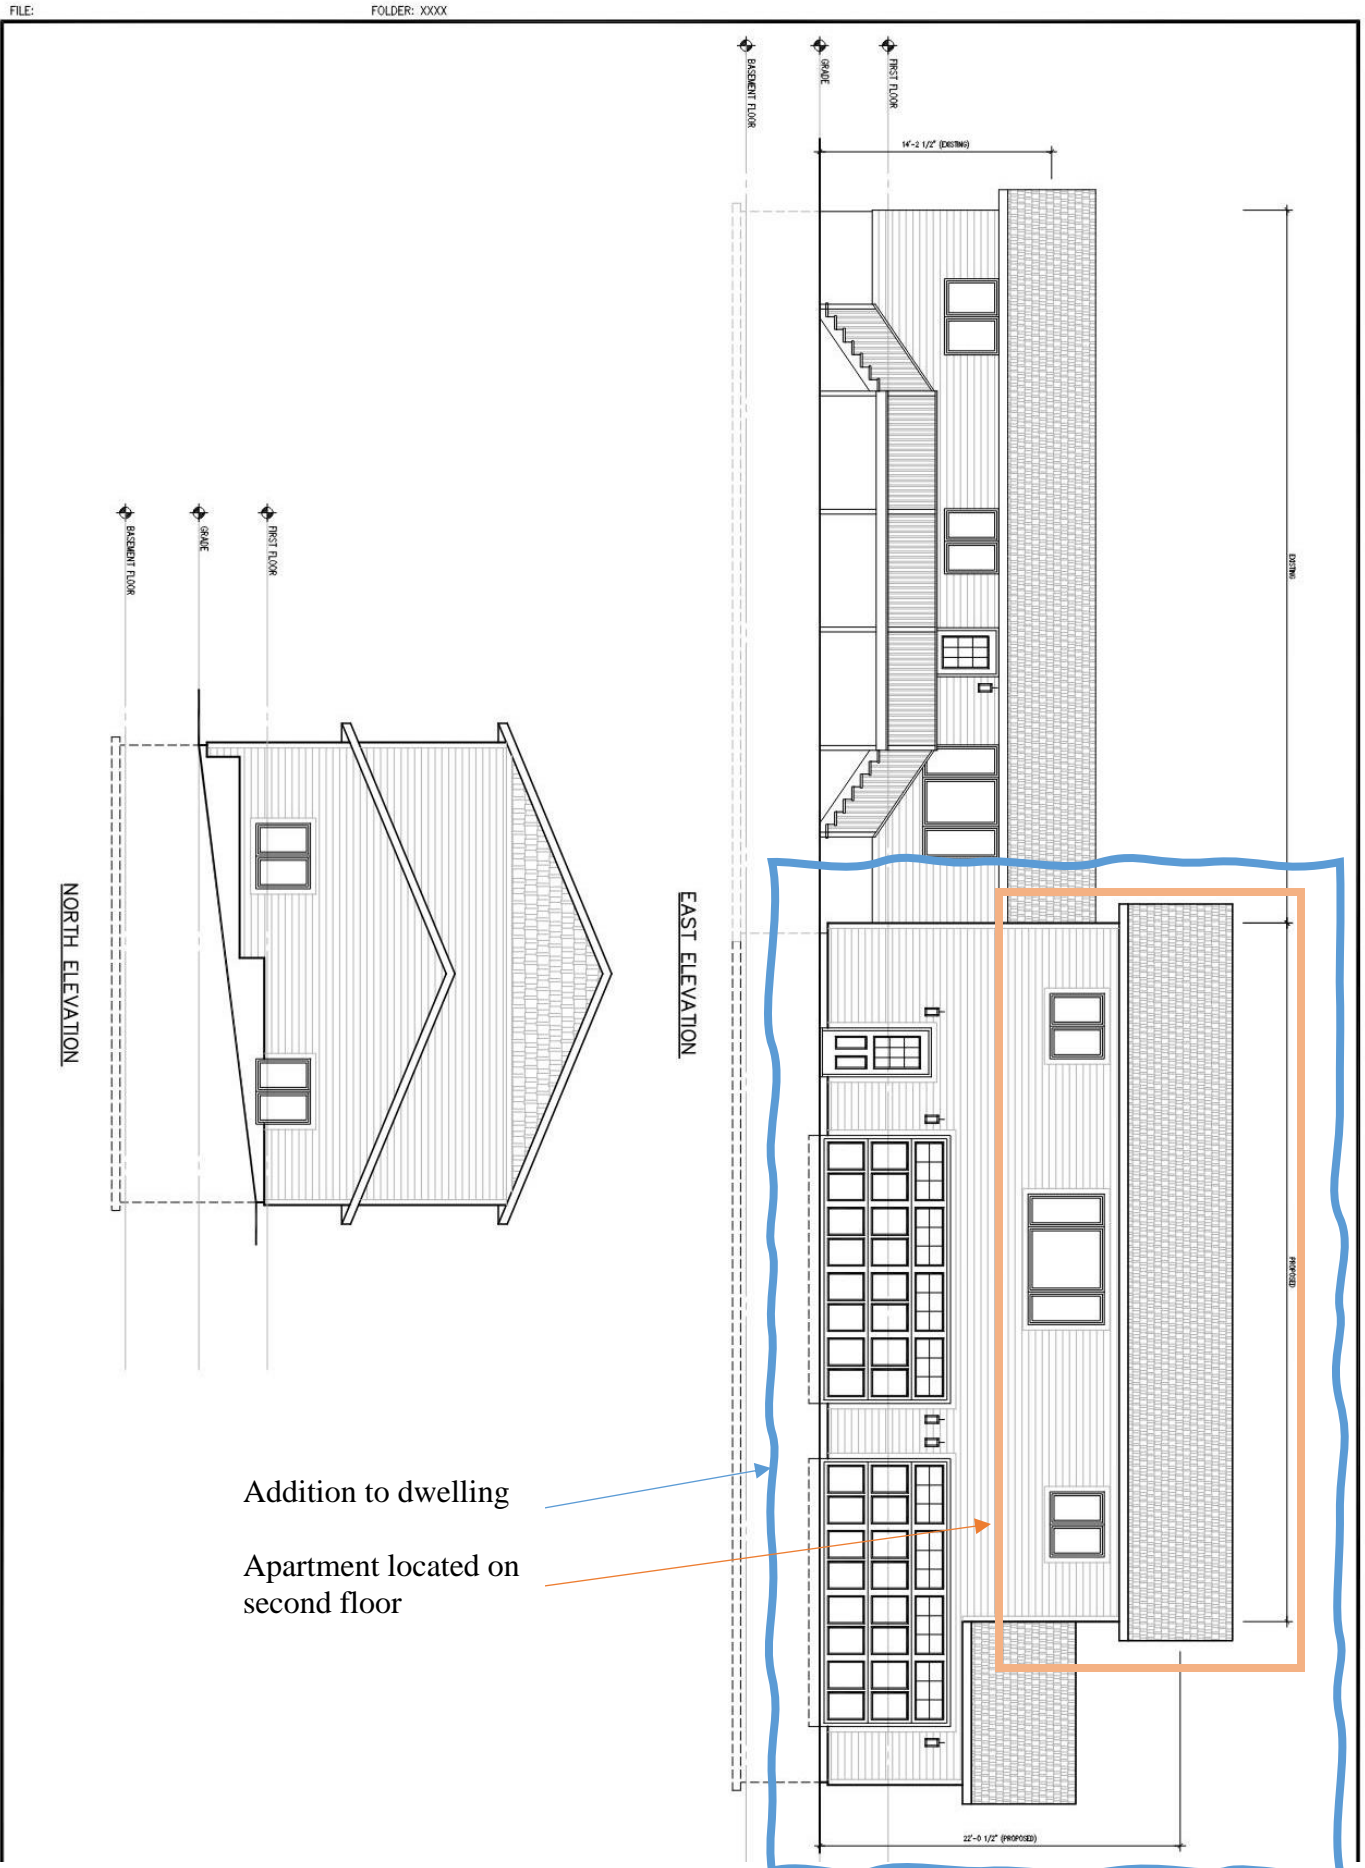 FILE:
FOLDER: XXXX
BASEMENT FLOOR
GRADE
FIRST FLOOR
14'-2 1/2" (EXISTING)
EXISTING
PROPOSED
22'-0 1/2" (PROPOSED)
EAST ELEVATION
BASEMENT FLOOR
GRADE
FIRST FLOOR
NORTH ELEVATION
Addition to dwelling
Apartment located on
second floor